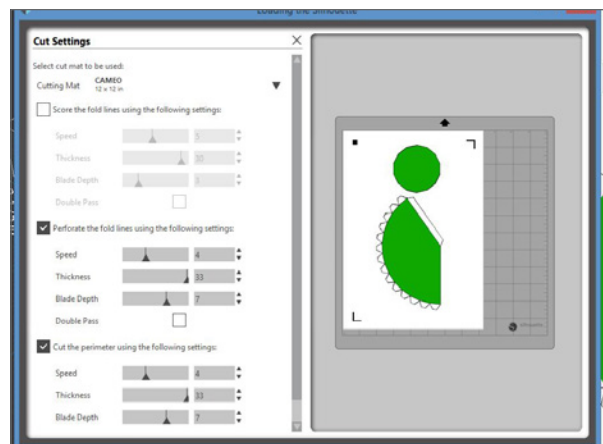 Loading the Silhouette
Cut Settings
Select cut mat to be used:
Cutting Mat CAMEO
12 x 12 in
Score the fold lines using the following settings:
Speed 5
Thickness
Blade Depth
Double Pass
Perforate the fold lines using the following settings:
Speed 4
Thickness 33
Blade Depth 7
Double Pass
Cut the perimeter using the following settings:
Speed 4
Thickness 33
Blade Depth 7
silhouette